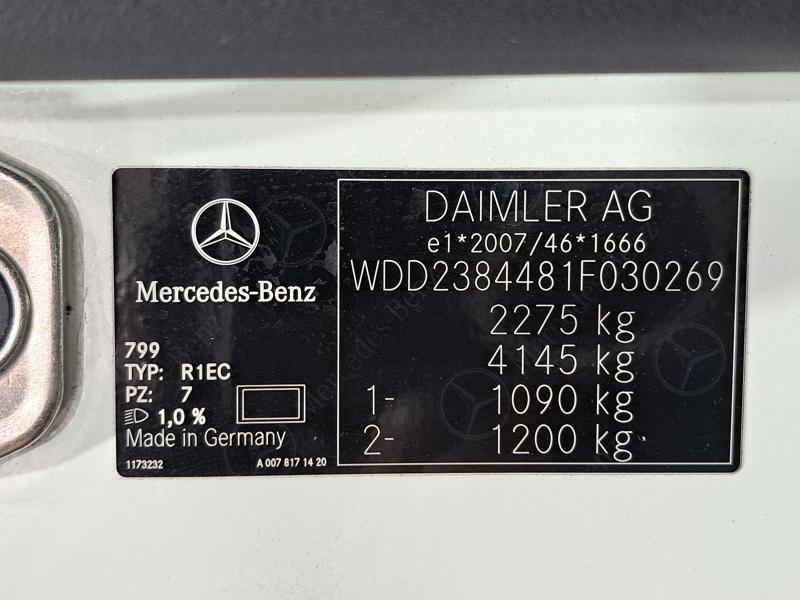 Mercedes-Benz
799
TYP: R1EC
PZ: 7
1,0 %
Made in Germany
1173232 A 007 817 14 20
DAIMLER AG
e1*2007/46*1666
WDD2384481F030269
2275 kg
4145 kg
1- 1090 kg
2- 1200 kg